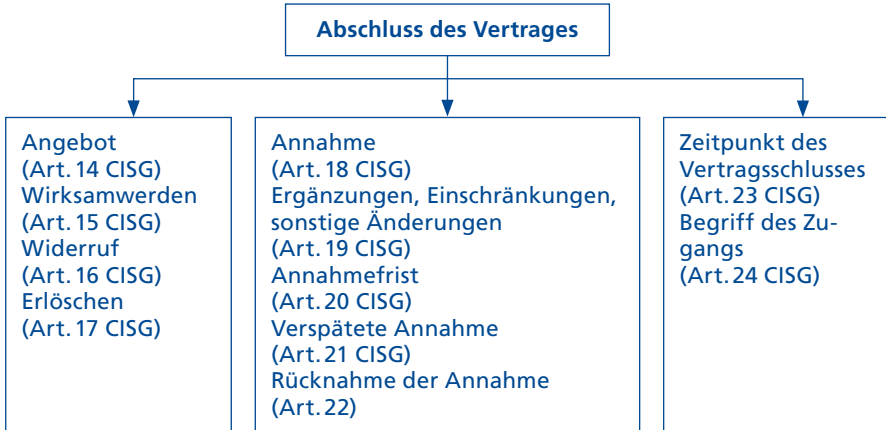 Abschluss des Vertrages
Angebot
(Art. 14 CISG)
Wirksamwerden
(Art. 15 CISG)
Widerruf
(Art. 16 CISG)
Erlöschen
(Art. 17 CISG)
Annahme
(Art. 18 CISG)
Ergänzungen, Einschränkungen,
sonstige Änderungen
(Art. 19 CISG)
Annahmefrist
(Art. 20 CISG)
Verspätete Annahme
(Art. 21 CISG)
Rücknahme der Annahme
(Art. 22)
Zeitpunkt des
Vertragsschlusses
(Art. 23 CISG)
Begriff des Zu-
gangs
(Art. 24 CISG)